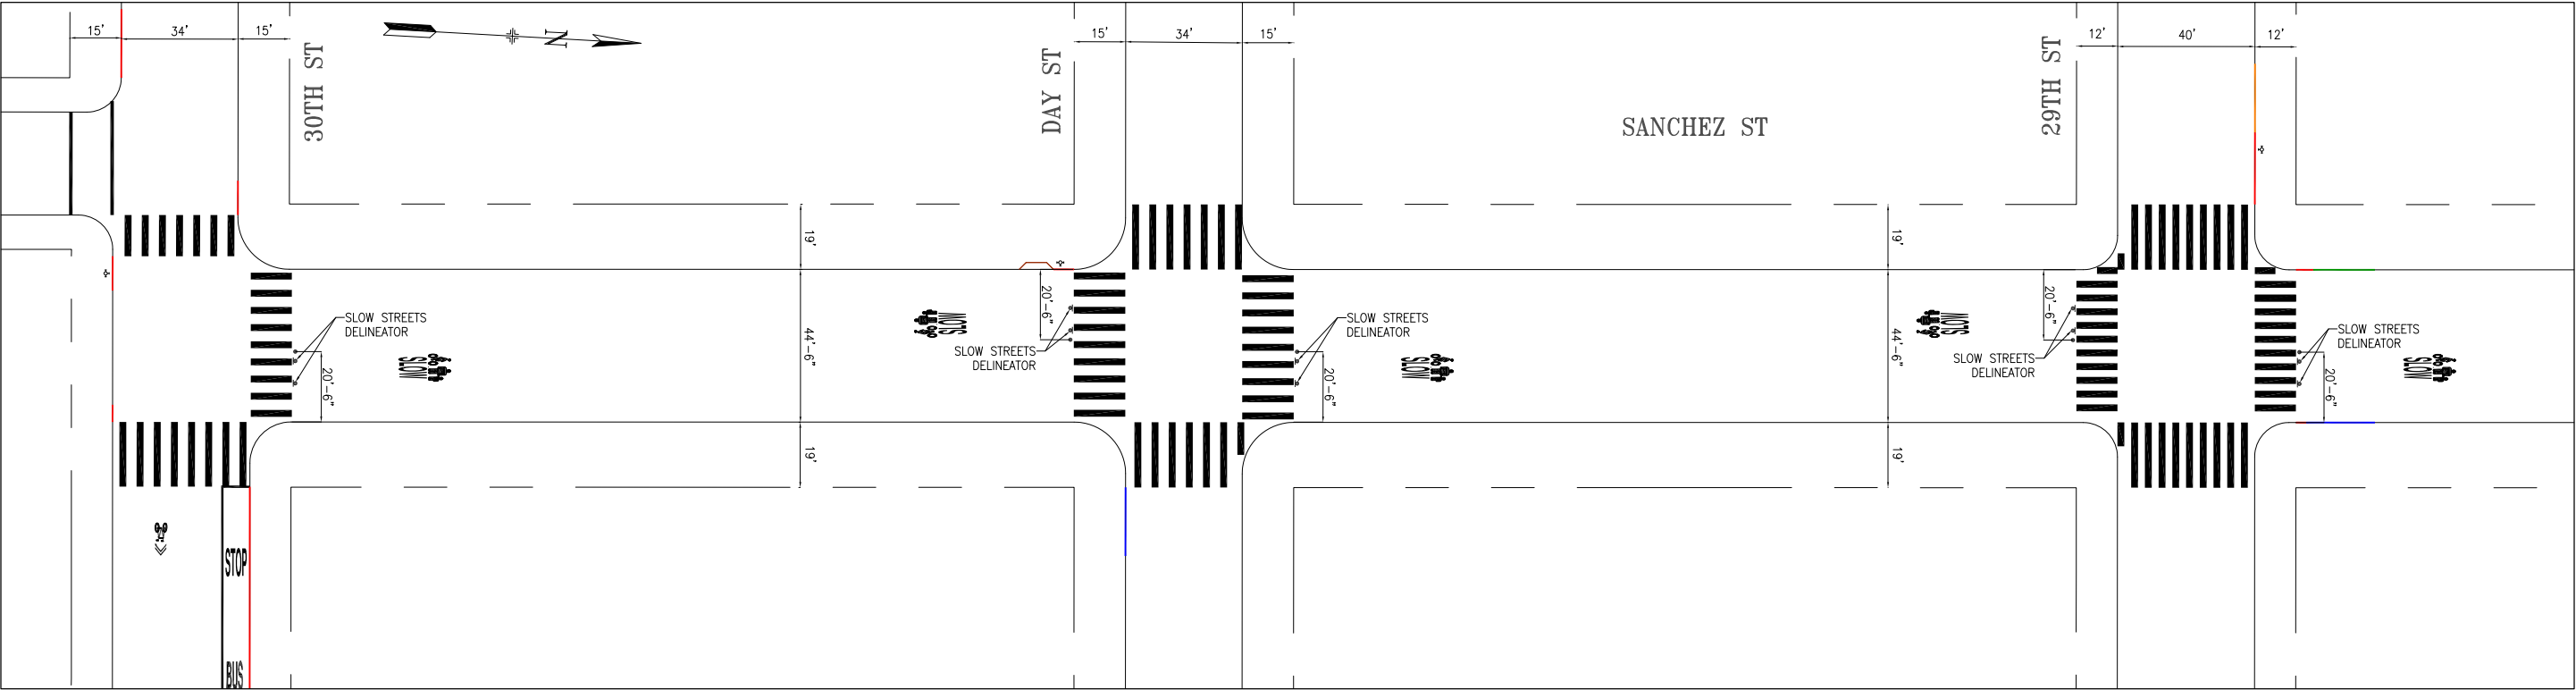 15'
34'
15'
30TH ST
N
DAY ST
15'
34'
15'
SANCHEZ ST
29TH ST
12'
40'
12'
19'
44'-6"
19'
19'
44'-6"
19'
SLOW STREETS
DELINEATOR
20'-6"
SLOW
SLOW
20'-6"
SLOW STREETS
DELINEATOR
SLOW STREETS
DELINEATOR
20'-6"
SLOW
SLOW
20'-6"
SLOW STREETS
DELINEATOR
SLOW STREETS
DELINEATOR
20'-6"
SLOW
STOP
BUS